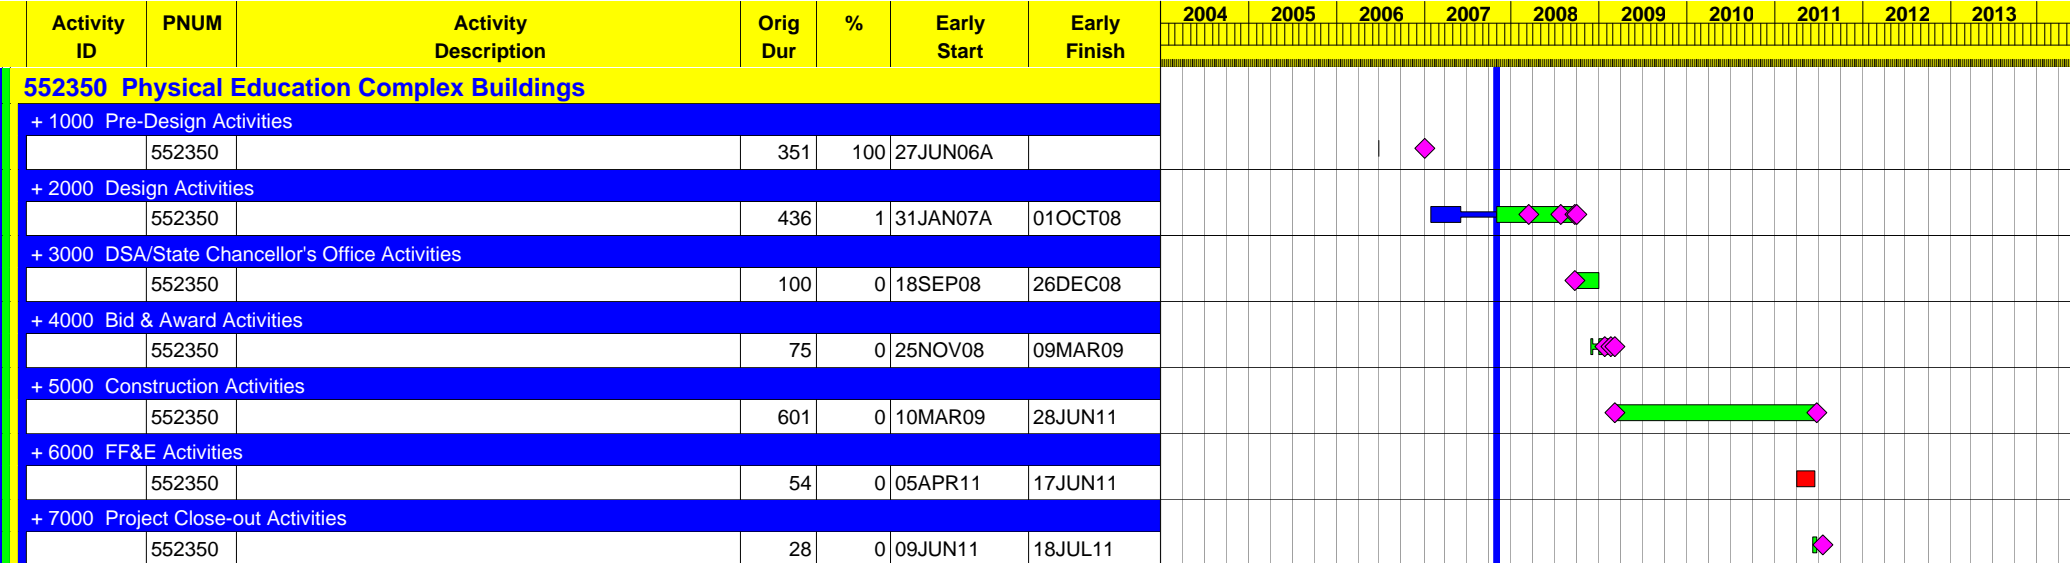 Activity PNUM Activity Orig % Early Early 2004 2005 2006 2007 2008 2009 2010 2011 2012 2013
ID Description Dur Start Finish
552350 Physical Education Complex Buildings
+ 1000 Pre-Design Activities
552350 351 100 27JUN06A
+ 2000 Design Activities
552350 436 1 31JAN07A 01OCT08
+ 3000 DSA/State Chancellor's Office Activities
552350 100 0 18SEP08 26DEC08
+ 4000 Bid & Award Activities
552350 75 0 25NOV08 09MAR09
+ 5000 Construction Activities
552350 601 0 10MAR09 28JUN11
+ 6000 FF&E Activities
552350 54 0 05APR11 17JUN11
+ 7000 Project Close-out Activities
552350 28 0 09JUN11 18JUL11